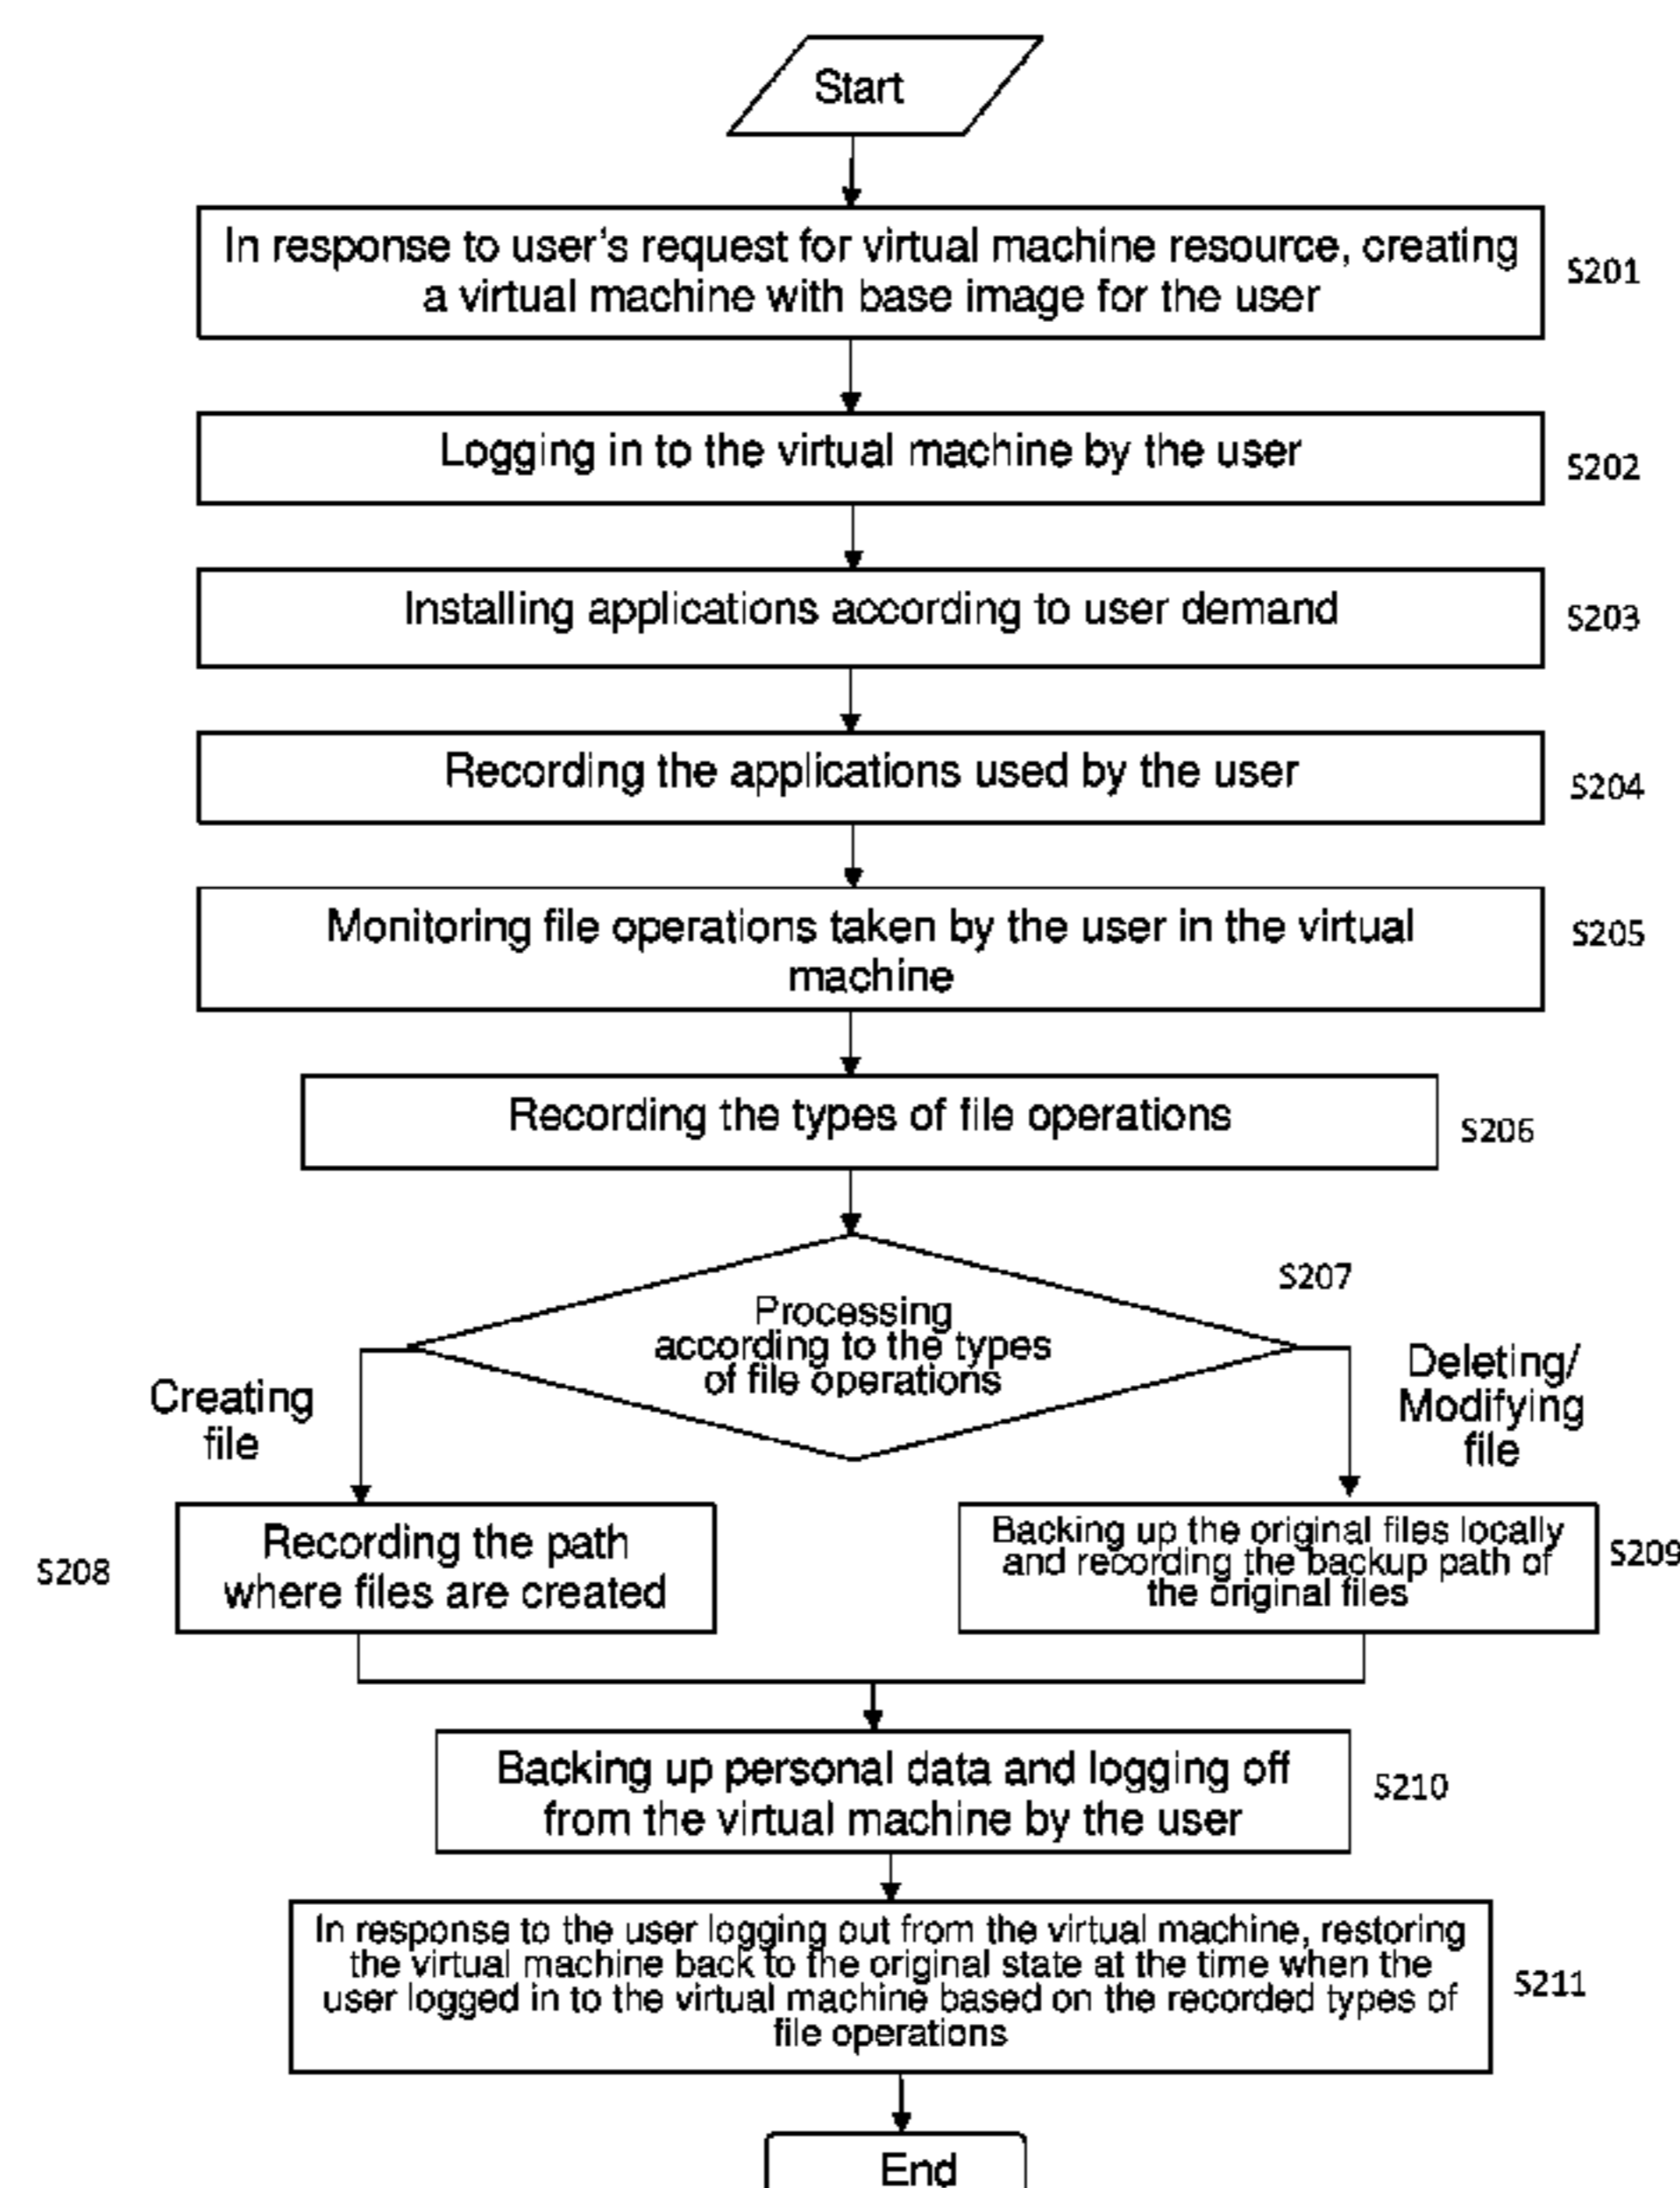 Start
In response to user's request for virtual machine resource, creating
a virtual machine with base image for the user
S201
Logging in to the virtual machine by the user
S202
Installing applications according to user demand
S203
Recording the applications used by the user
S204
Monitoring file operations taken by the user in the virtual
machine
S205
Recording the types of file operations
S206
Processing
according to the types
of file operations
S207
Creating
file
Deleting/
Modifying
file
S208
Recording the path
where files are created
Backing up the original files locally
and recording the backup path of
the original files
S209
Backing up personal data and logging off
from the virtual machine by the user
S210
In response to the user logging out from the virtual machine, restoring
the virtual machine back to the original state at the time when the
user logged in to the virtual machine based on the recorded types of
file operations
S211
End